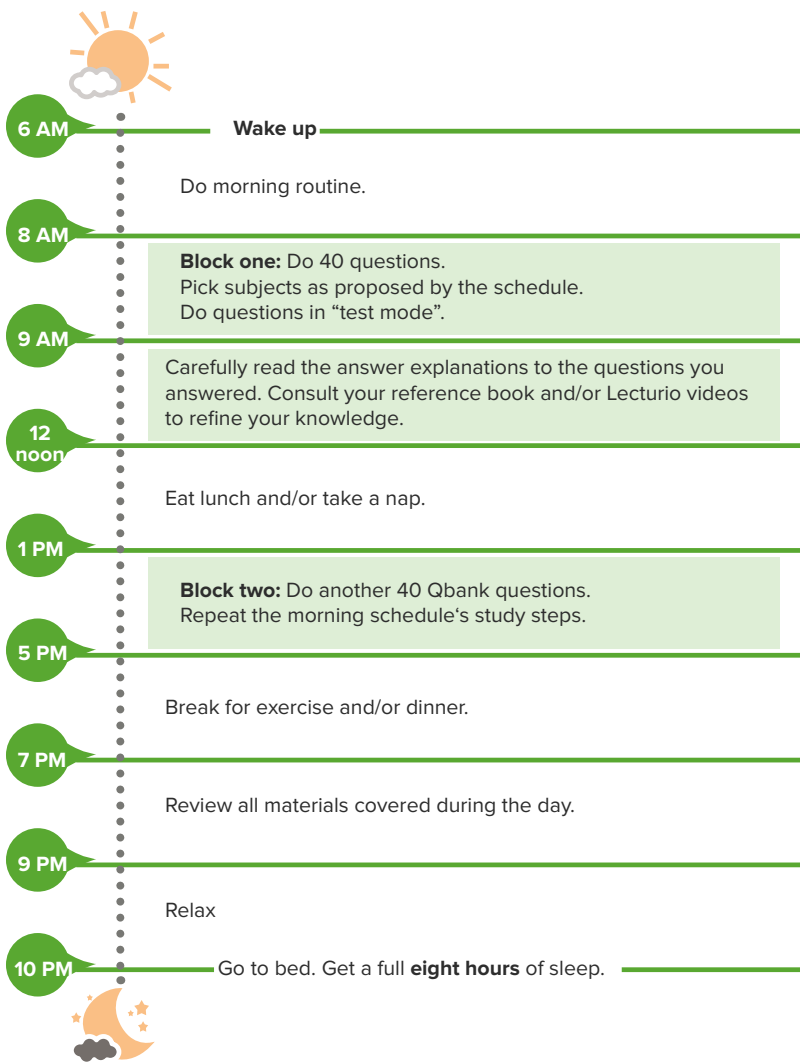 6 AM
Wake up
Do morning routine.
8 AM
Block one: Do 40 questions.
Pick subjects as proposed by the schedule.
Do questions in “test mode”.
9 AM
Carefully read the answer explanations to the questions you
answered. Consult your reference book and/or Lecturio videos
to refine your knowledge.
12
noon
Eat lunch and/or take a nap.
1 PM
Block two: Do another 40 Qbank questions.
Repeat the morning schedule‘s study steps.
5 PM
Break for exercise and/or dinner.
7 PM
Review all materials covered during the day.
9 PM
Relax
10 PM
Go to bed. Get a full eight hours of sleep.